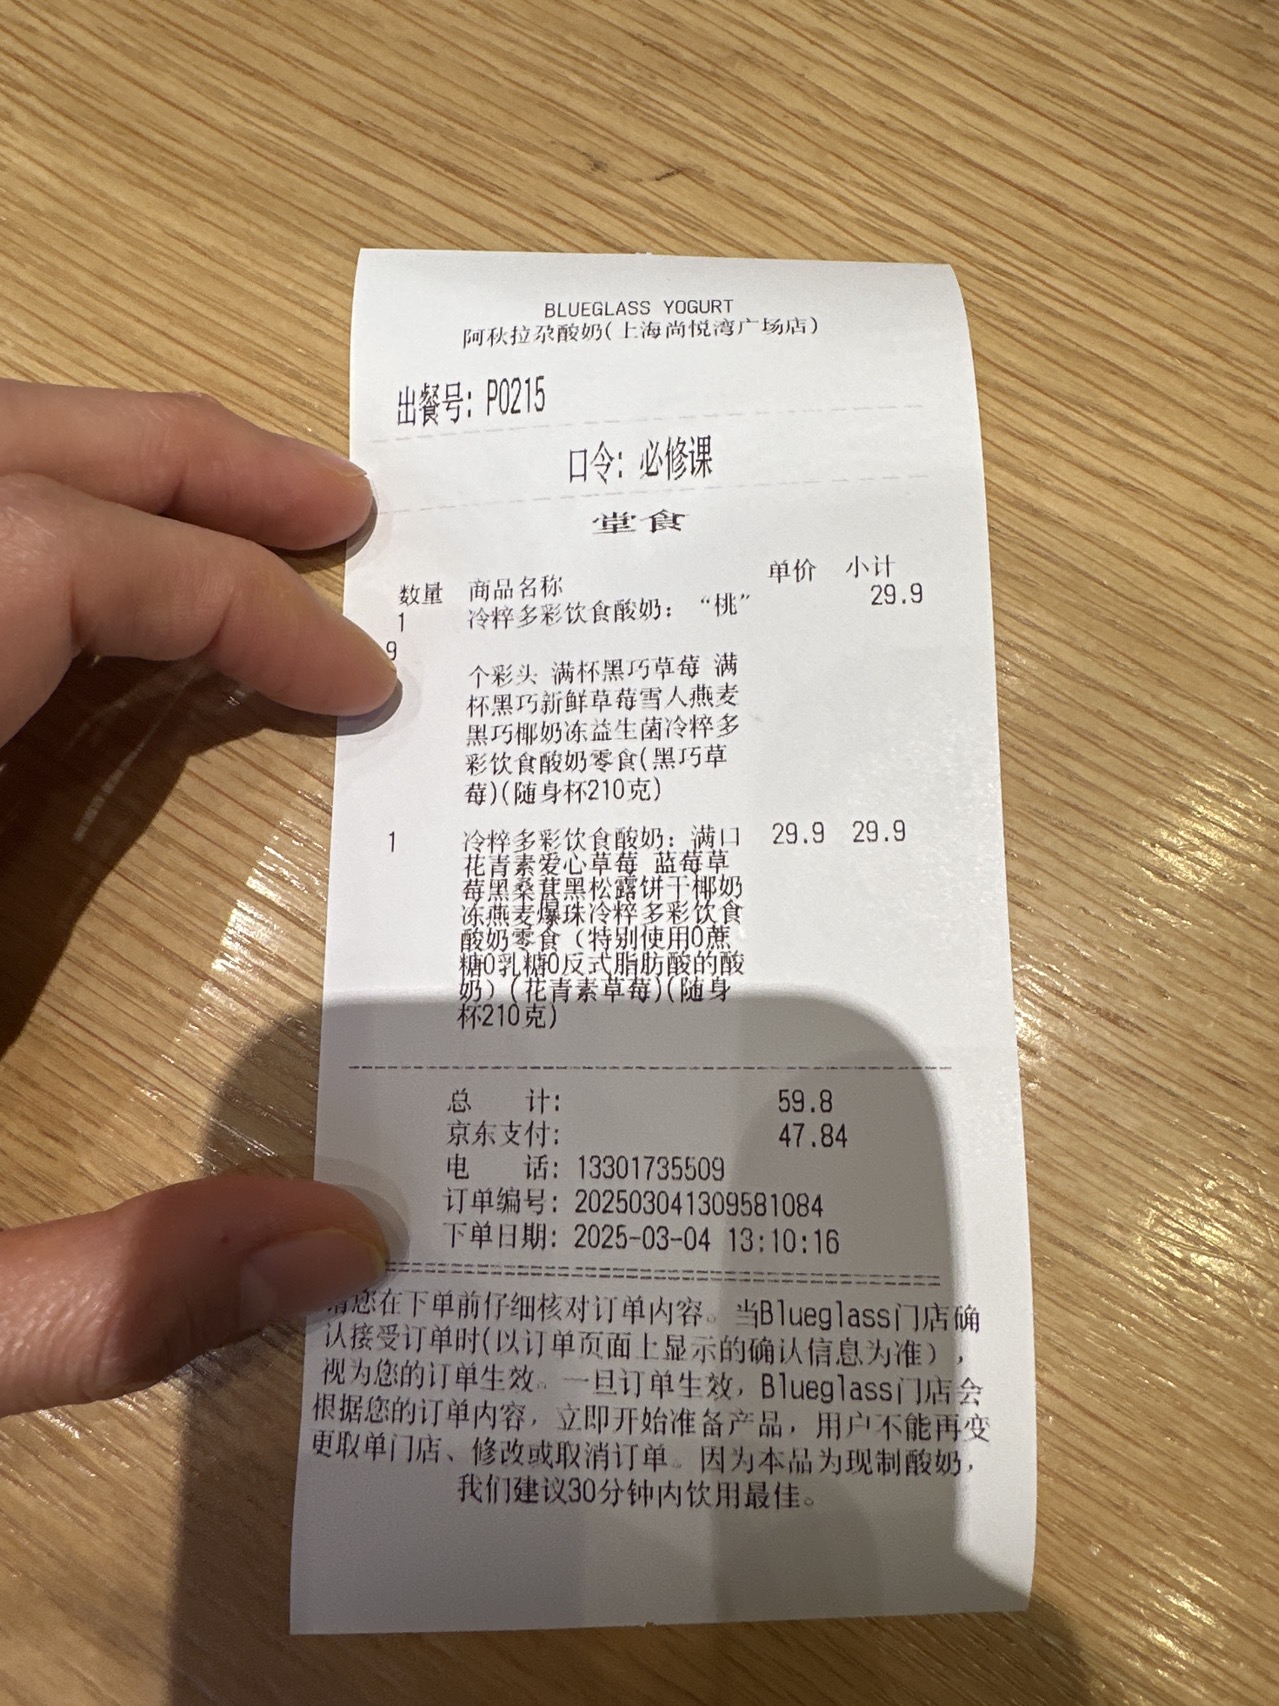 BLUEGLASS YOGURT
阿秋拉尕酸奶(上海尚悦湾广场店)
出餐号: P0215
口令: 必修课
堂食
数量 商品名称 单价 小计
1 冷粹多彩饮食酸奶: “桃” 29.9
9
个彩头 满杯黑巧草莓 满
杯黑巧新鲜草莓雪人燕麦
黑巧椰奶冻益生菌冷粹多
彩饮食酸奶零食(黑巧草
莓)(随身杯210克)
1 冷粹多彩饮食酸奶: 满口 29.9 29.9
花青素爱心草莓 蓝莓草
莓黑桑葚黑松露饼干椰奶
冻燕麦爆珠冷粹多彩饮食
酸奶零食（特别使用0蔗
糖0乳糖0反式脂肪酸的酸
奶）(花青素草莓)(随身
杯210克)
总 计: 59.8
京东支付: 47.84
电 话: 13301735509
订单编号: 202503041309581084
下单日期: 2025-03-04 13:10:16
请您在下单前仔细核对订单内容。当Blueglass门店确
认接受订单时(以订单页面上显示的确认信息为准)，
视为您的订单生效。一旦订单生效，Blueglass门店会
根据您的订单内容，立即开始准备产品，用户不能再变
更取单门店、修改或取消订单。因为本品为现制酸奶，
我们建议30分钟内饮用最佳。